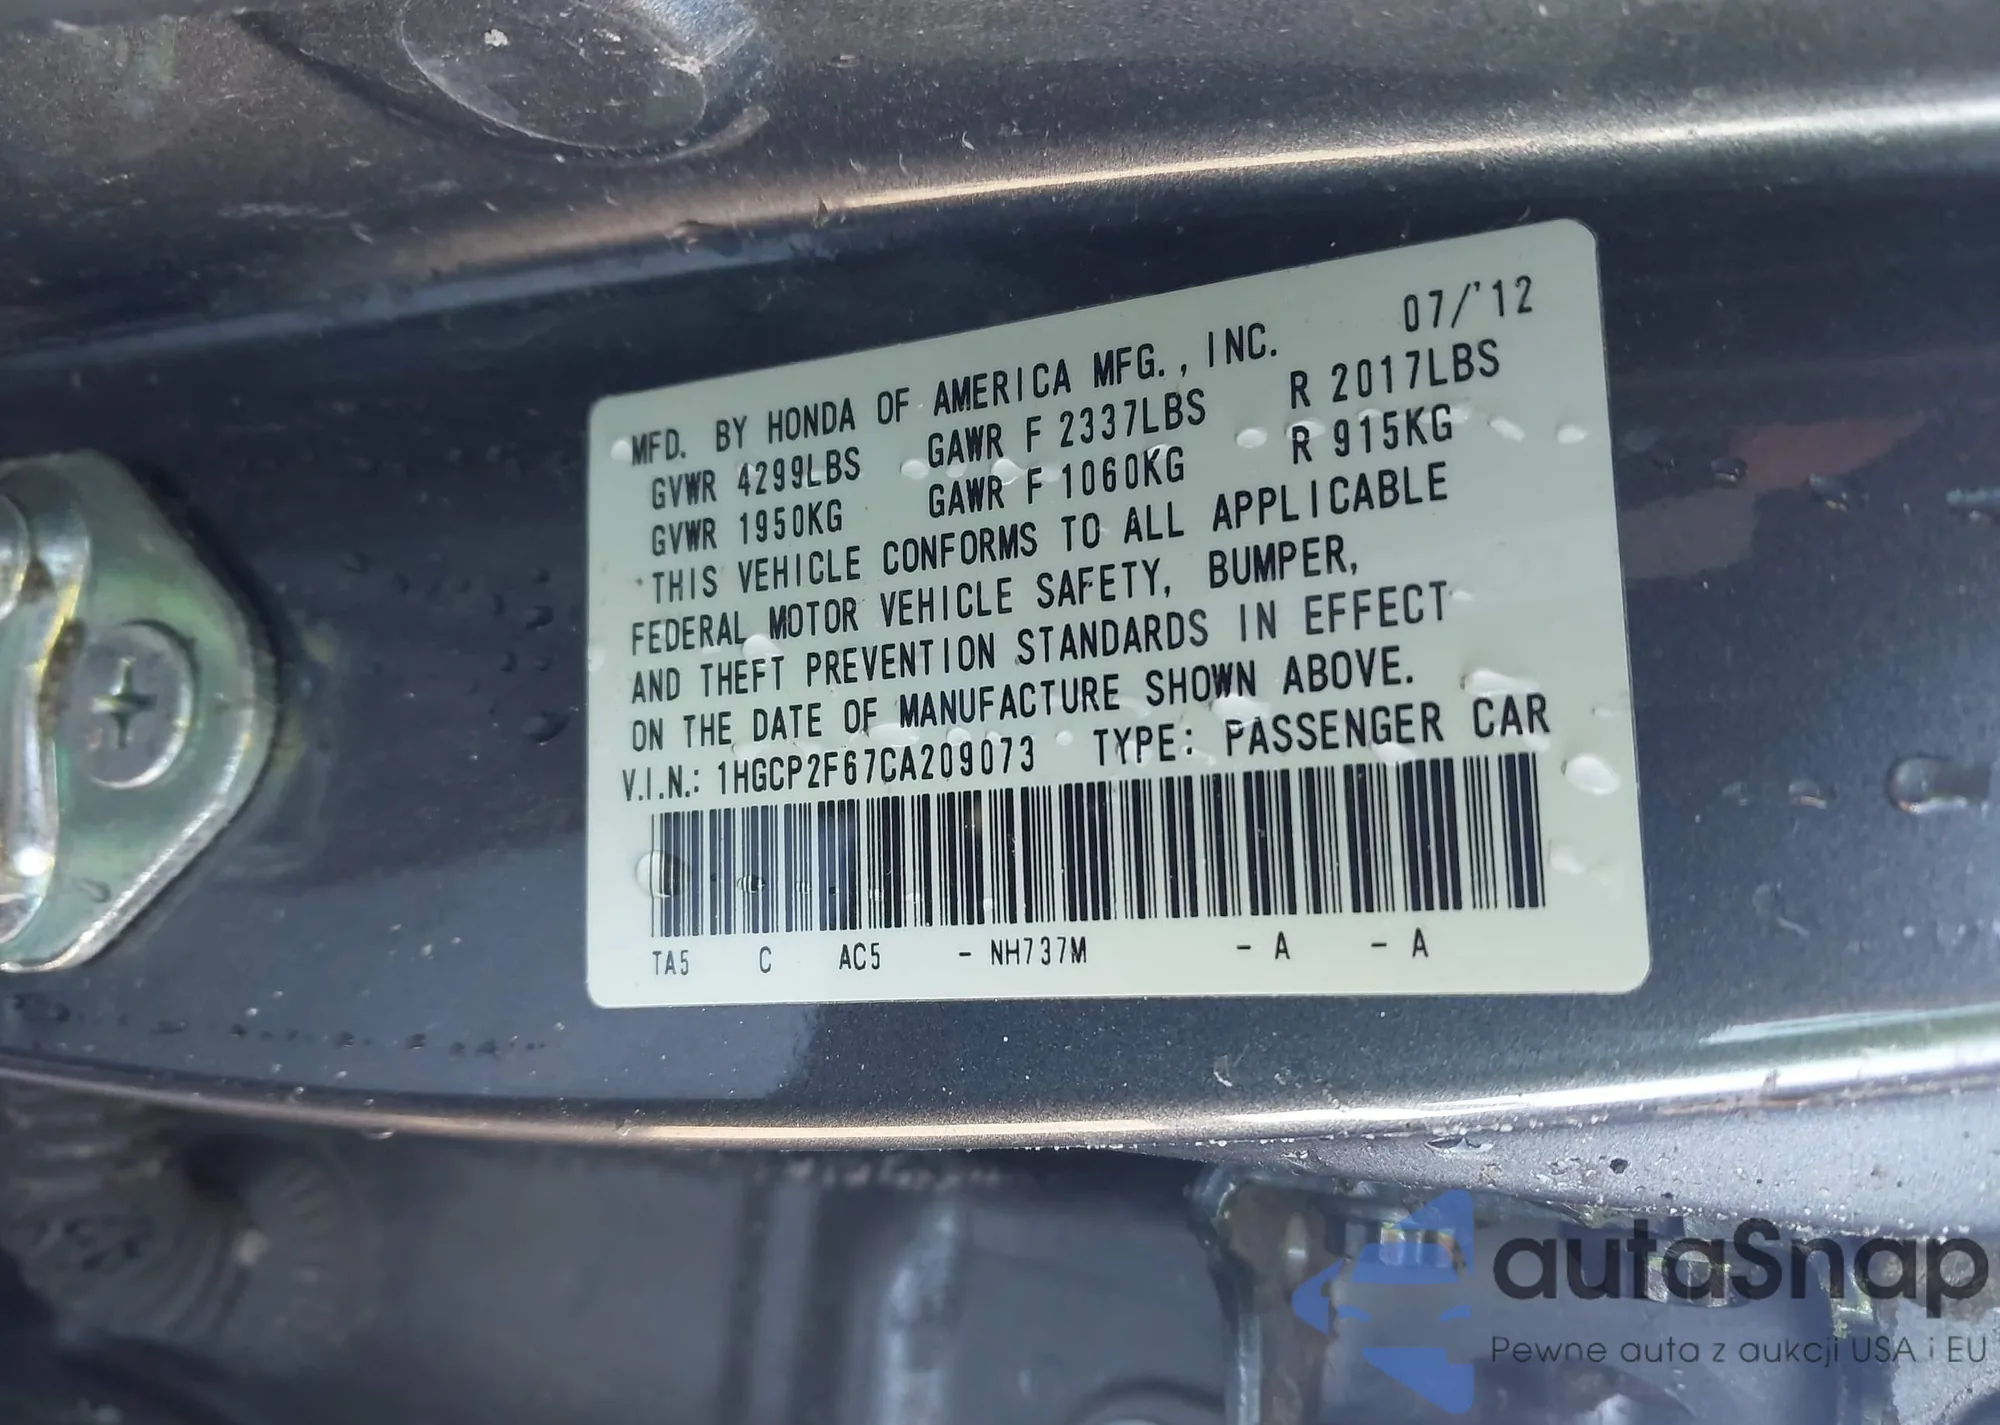 07/'12
MFD. BY HONDA OF AMERICA MFG., INC.
GVWR 4299LBS GAWR F 2337LBS R 2017LBS
GVWR 1950KG GAWR F 1060KG R 915KG
THIS VEHICLE CONFORMS TO ALL APPLICABLE
FEDERAL MOTOR VEHICLE SAFETY, BUMPER,
AND THEFT PREVENTION STANDARDS IN EFFECT
ON THE DATE OF MANUFACTURE SHOWN ABOVE.
V.I.N.: 1HGCP2F67CA209073 TYPE: PASSENGER CAR
TA5 C AC5 - NH737M - A - A
autaSnap
Pewne auta z aukcji USA i EU